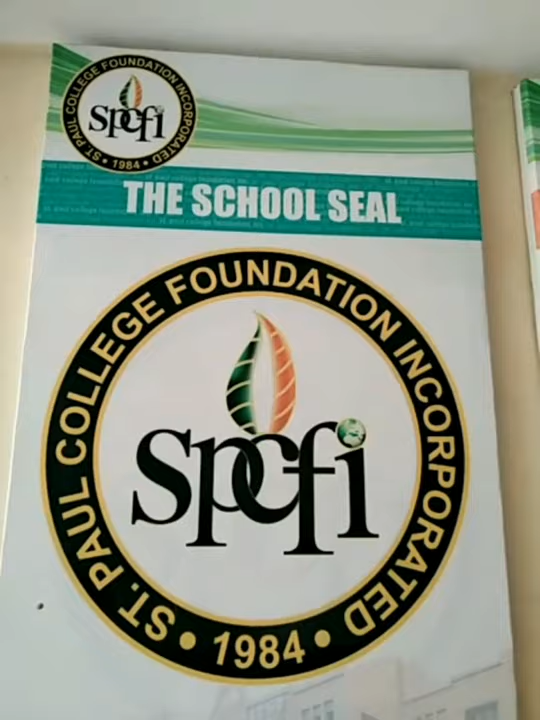 ST. PAUL COLLEGE FOUNDATION INCORPORATED
spcfi
• 1984 •
THE SCHOOL SEAL
ST. PAUL COLLEGE FOUNDATION INCORPORATED
spcfi
• 1984 •